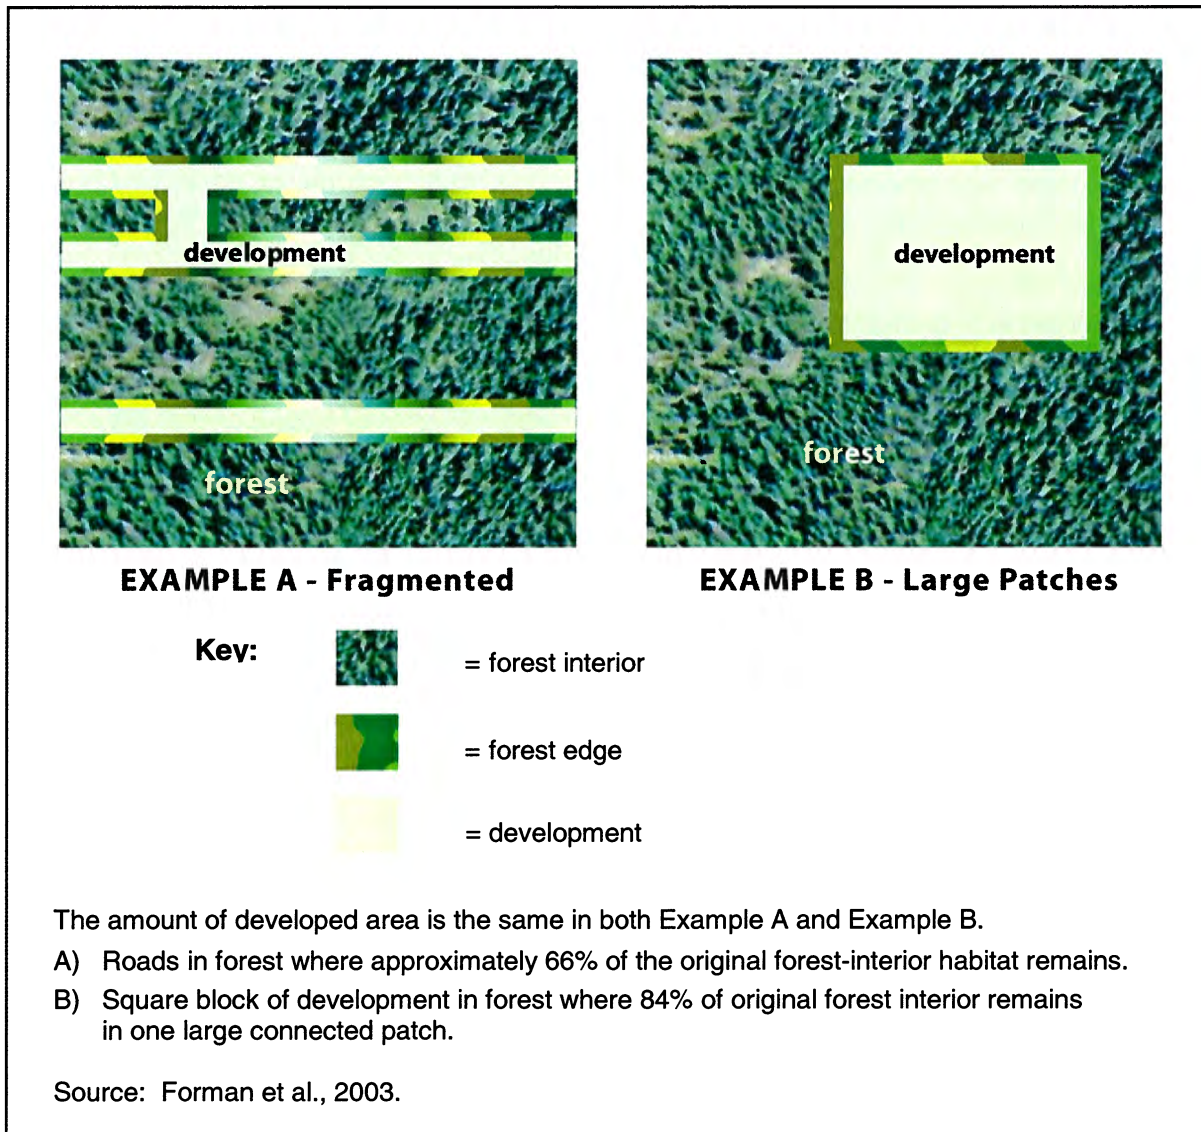 development
forest
development
forest
EXAMPLE A - Fragmented
EXAMPLE B - Large Patches
Key:
= forest interior
= forest edge
= development
The amount of developed area is the same in both Example A and Example B.
A) Roads in forest where approximately 66% of the original forest-interior habitat remains.
B) Square block of development in forest where 84% of original forest interior remains
in one large connected patch.
Source: Forman et al., 2003.